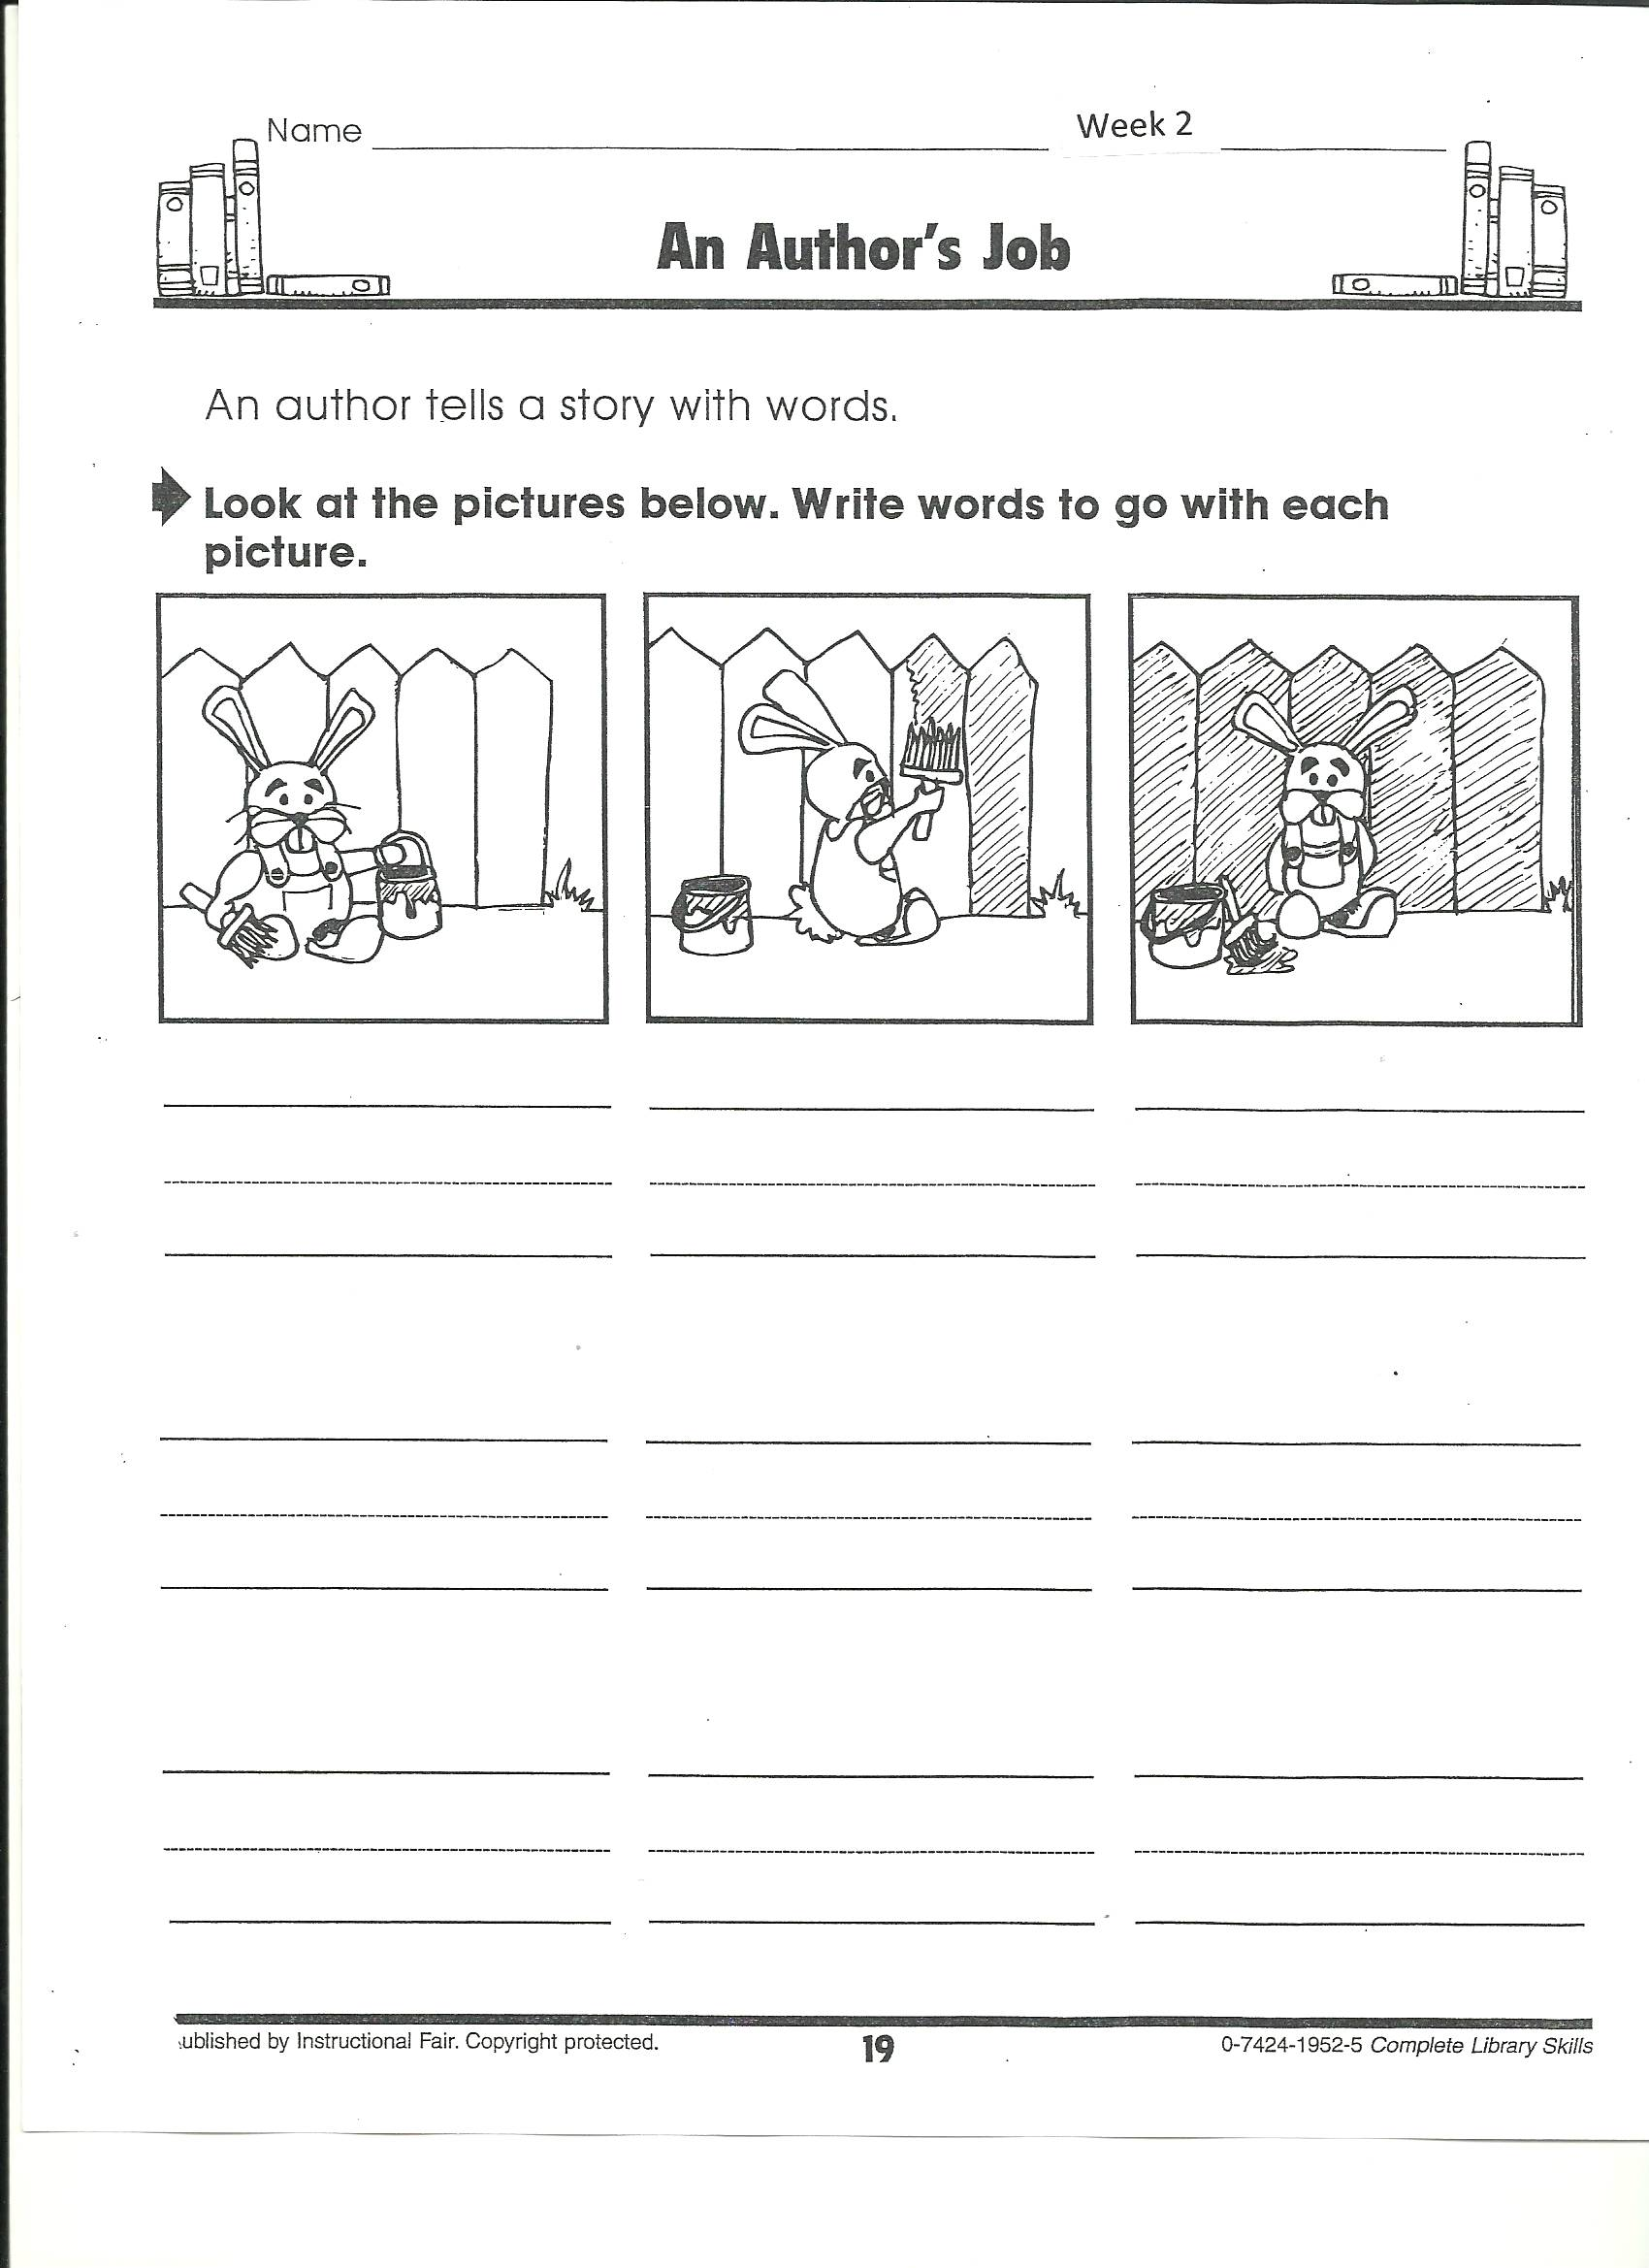 Name Week 2
An Author's Job
An author tells a story with words.
Look at the pictures below. Write words to go with each
picture.
ublished by Instructional Fair. Copyright protected. 19 0-7424-1952-5 Complete Library Skills